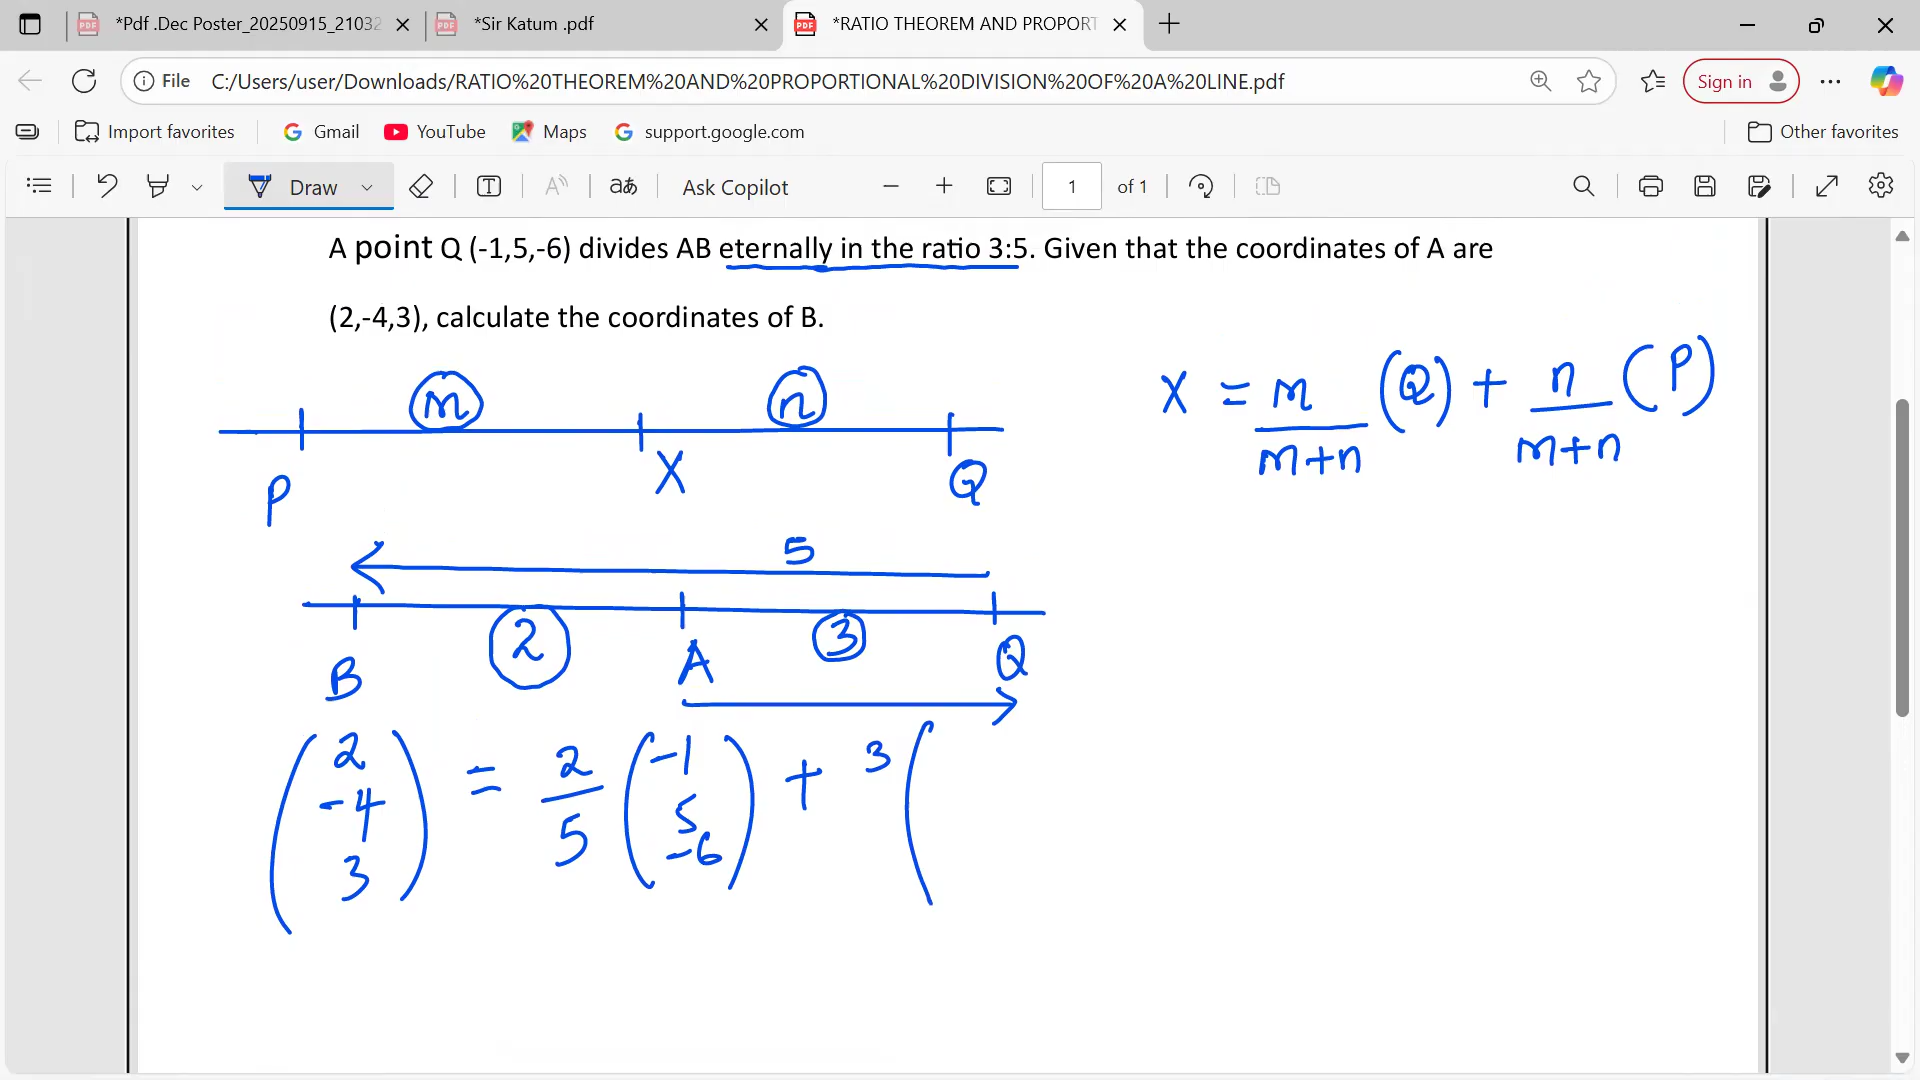 *Pdf .Dec Poster_20250915_21032
*Sir Katum .pdf
*RATIO THEOREM AND PROPORT
File C:/Users/user/Downloads/RATIO%20THEOREM%20AND%20PROPORTIONAL%20DIVISION%20OF%20A%20LINE.pdf
Sign in
Import favorites Gmail YouTube Maps support.google.com Other favorites
Draw Ask Copilot 1 of 1
A point Q (-1,5,-6) divides AB eternally in the ratio 3:5. Given that the coordinates of A are
(2,-4,3), calculate the coordinates of B.
m n
X = m/(m+n) (Q) + n/(m+n) (P)
P X Q
5
2 3
B A Q
(2 -4 3) = 2/5 (-1 5 -6) + 3 (